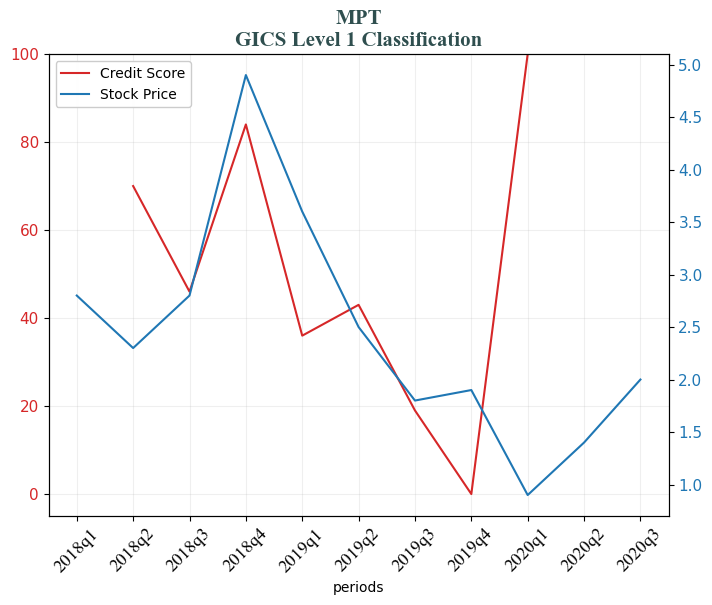 MPT
GICS Level 1 Classification
Credit Score
Stock Price
100
80
60
40
20
0
5.0
4.5
4.0
3.5
3.0
2.5
2.0
1.5
1.0
2018q1
2018q2
2018q3
2018q4
2019q1
2019q2
2019q3
2019q4
2020q1
2020q2
2020q3
periods